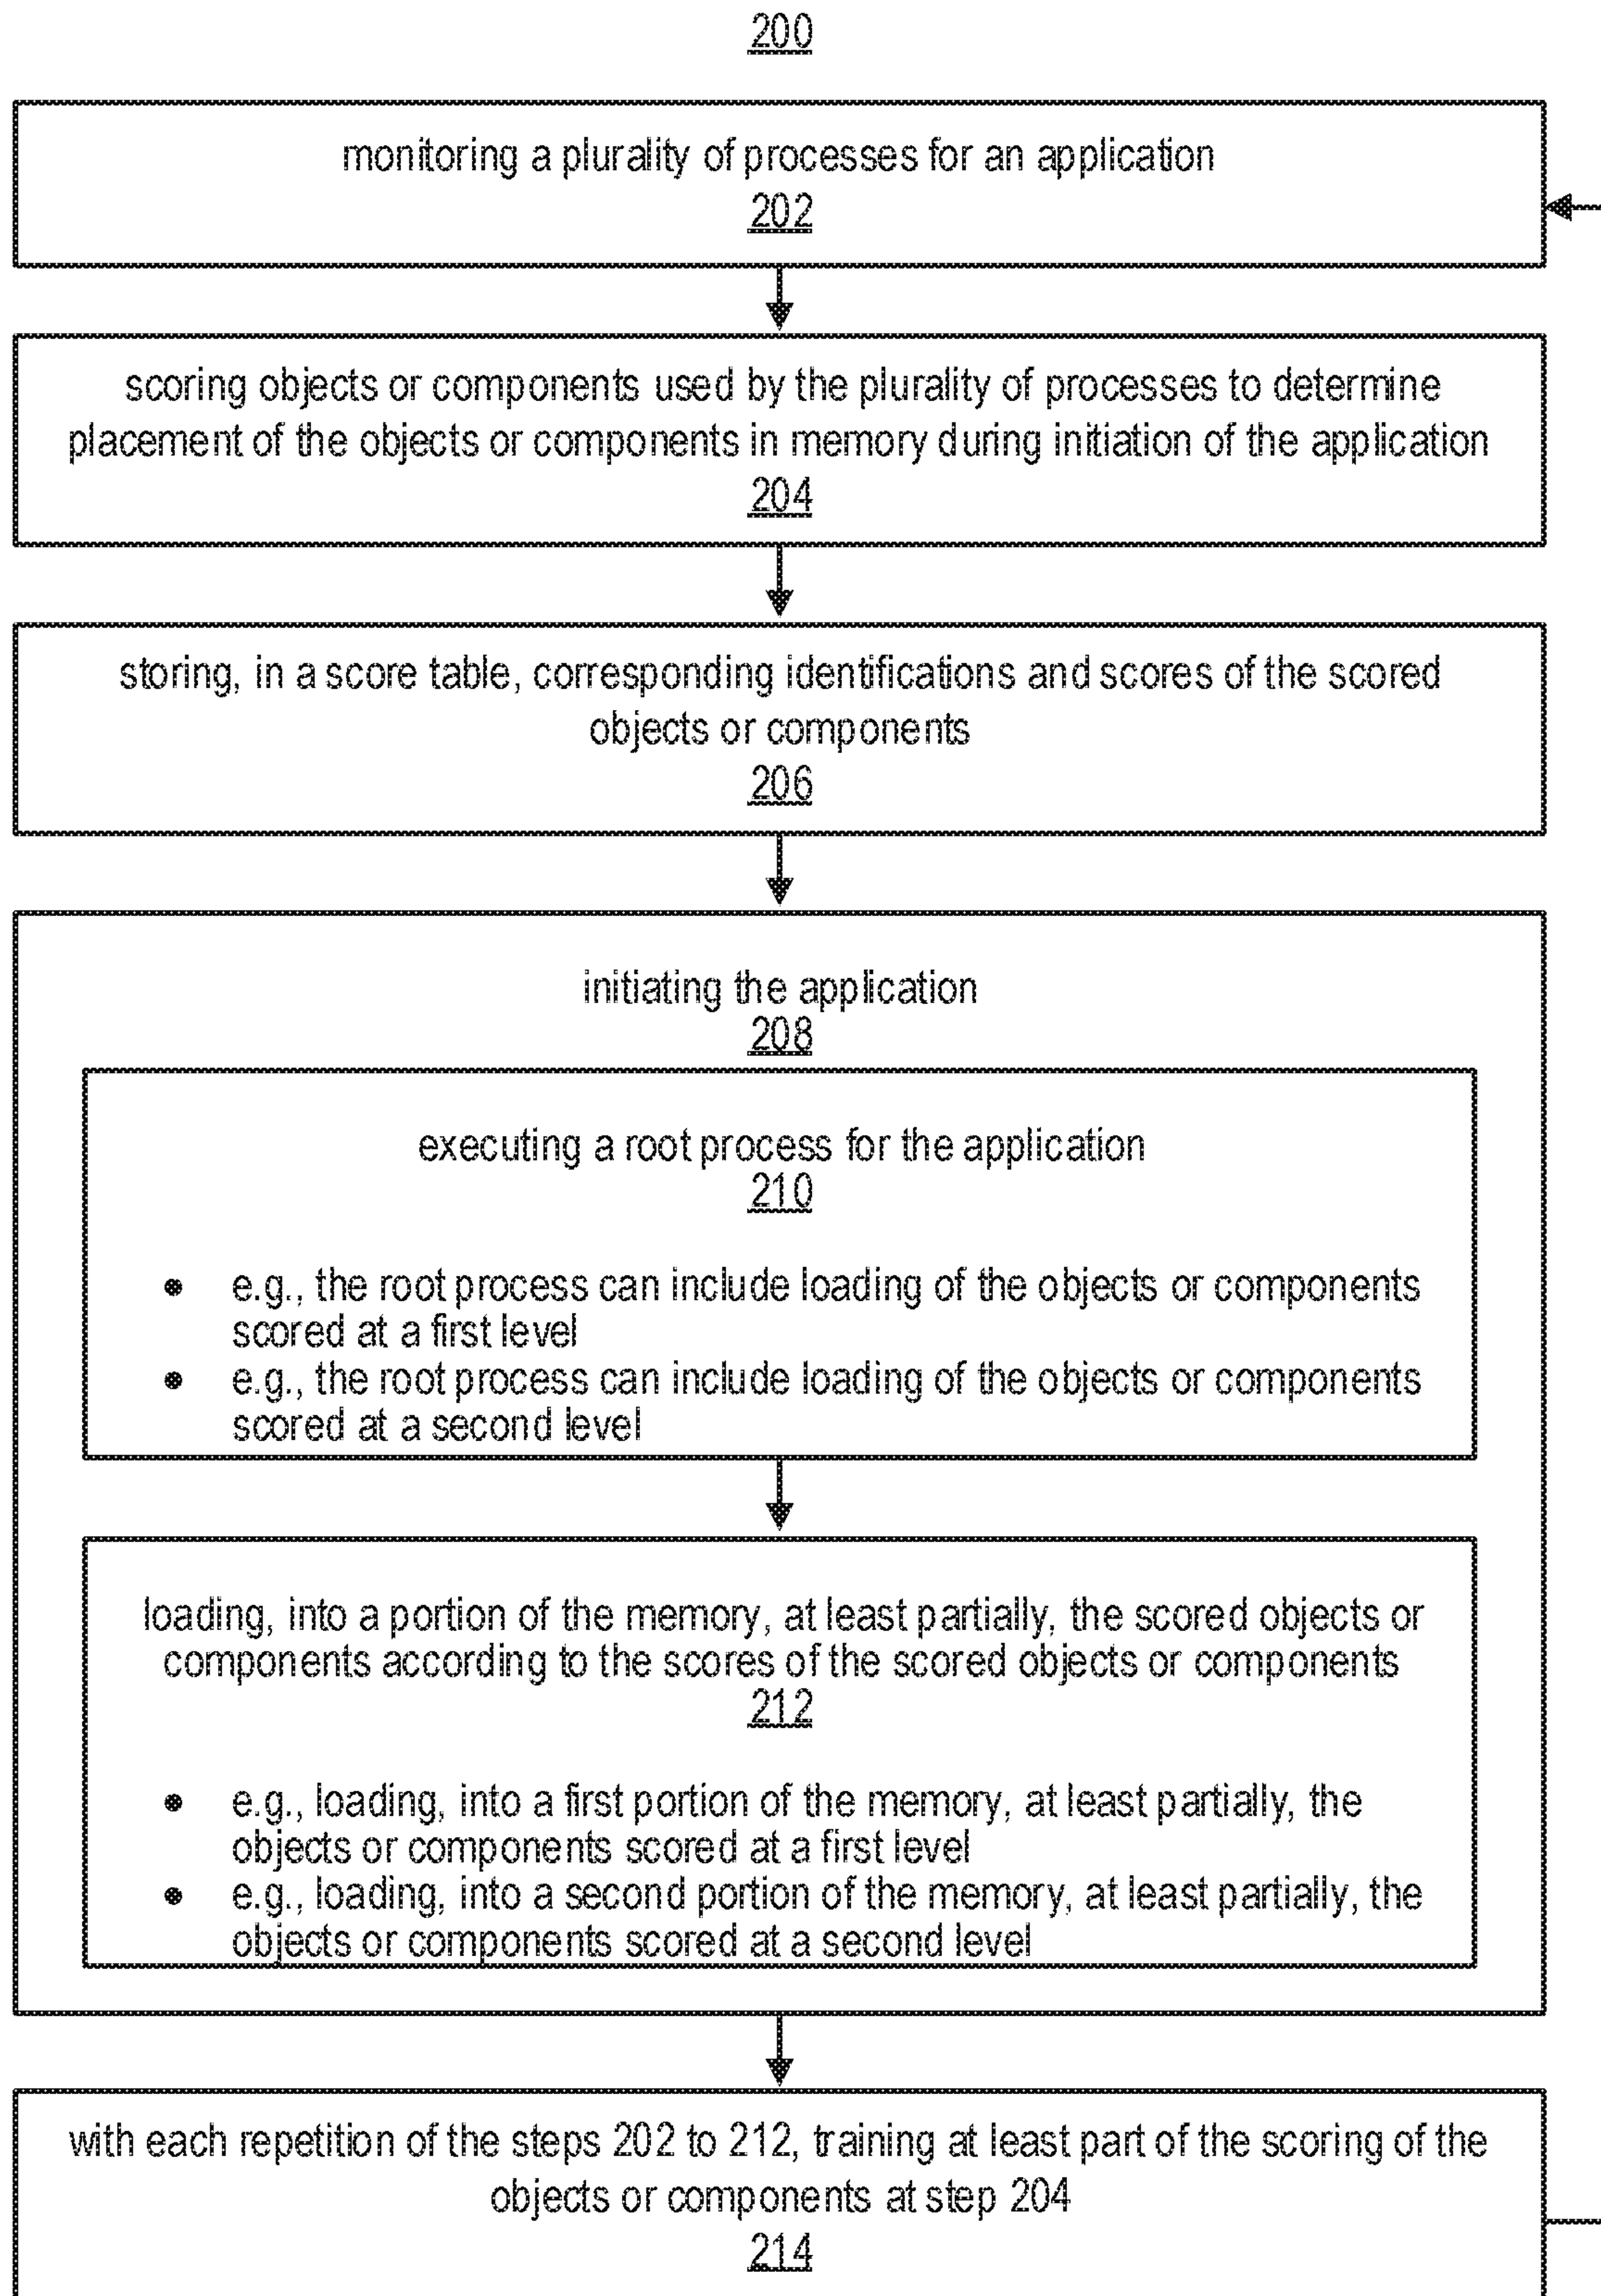 200
monitoring a plurality of processes for an application
202
scoring objects or components used by the plurality of processes to determine
placement of the objects or components in memory during initiation of the application
204
storing, in a score table, corresponding identifications and scores of the scored
objects or components
206
initiating the application
208
executing a root process for the application
210
• e.g., the root process can include loading of the objects or components
scored at a first level
• e.g., the root process can include loading of the objects or components
scored at a second level
loading, into a portion of the memory, at least partially, the scored objects or
components according to the scores of the scored objects or components
212
• e.g., loading, into a first portion of the memory, at least partially, the
objects or components scored at a first level
• e.g., loading, into a second portion of the memory, at least partially, the
objects or components scored at a second level
with each repetition of the steps 202 to 212, training at least part of the scoring of the
objects or components at step 204
214